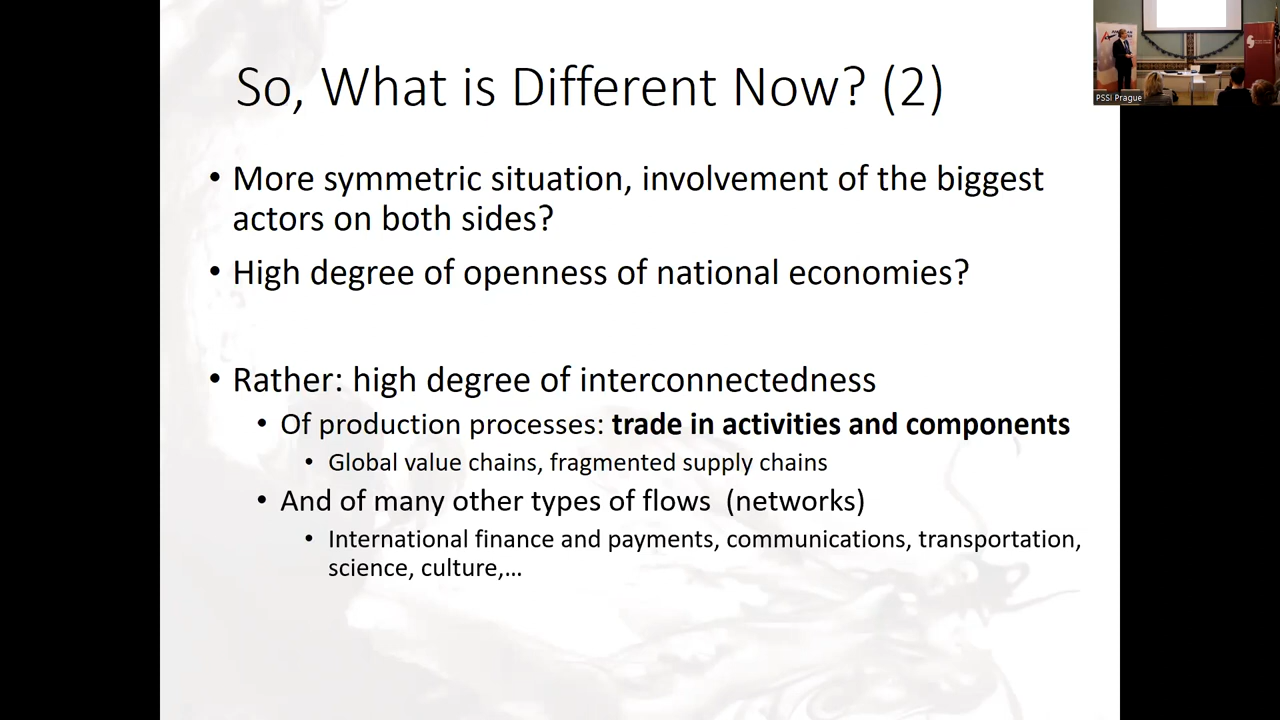 So, What is Different Now? (2)
• More symmetric situation, involvement of the biggest
actors on both sides?
• High degree of openness of national economies?
• Rather: high degree of interconnectedness
• Of production processes: trade in activities and components
• Global value chains, fragmented supply chains
• And of many other types of flows (networks)
• International finance and payments, communications, transportation,
science, culture,…
PSSI Prague